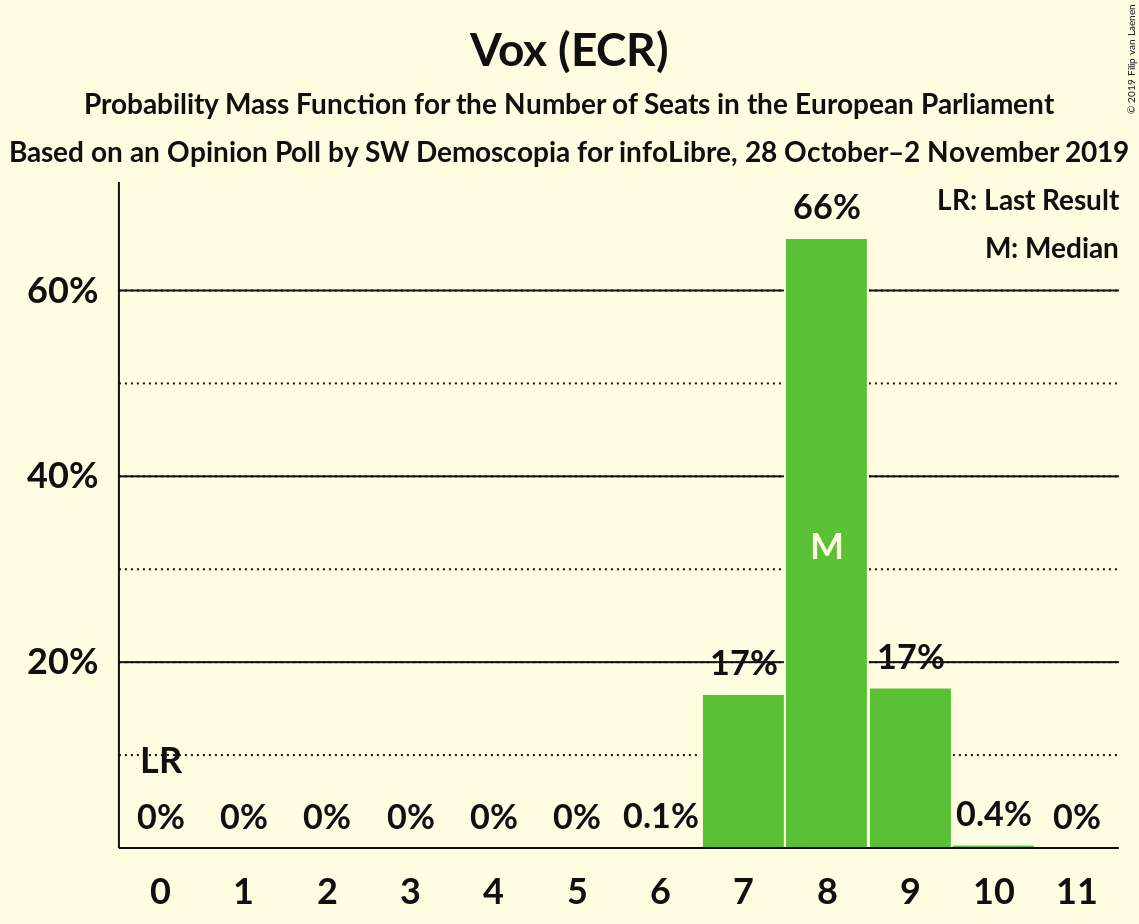 Vox (ECR)
Probability Mass Function for the Number of Seats in the European Parliament
Based on an Opinion Poll by SW Demoscopia for infoLibre, 28 October–2 November 2019
© 2019 Filip van Laenen
LR: Last Result
M: Median
66%
60%
40%
M
20%
17%
17%
LR
0%
0%
0%
0%
0%
0%
0.1%
0.4%
0%
0 1 2 3 4 5 6 7 8 9 10 11